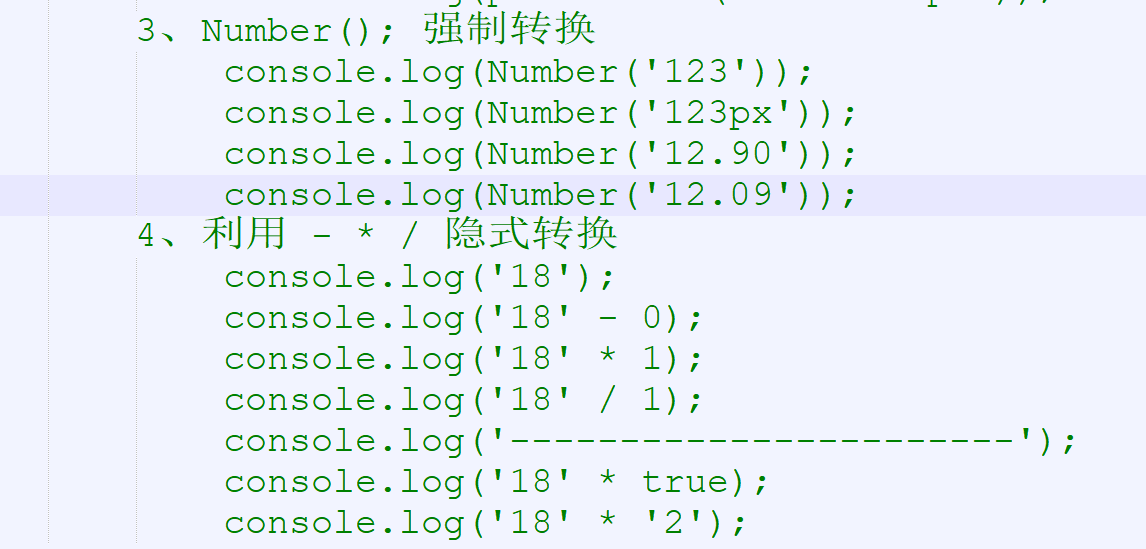 3、Number(); 强制转换
console.log(Number('123'));
console.log(Number('123px'));
console.log(Number('12.90'));
console.log(Number('12.09'));
4、利用 - * / 隐式转换
console.log('18');
console.log('18' - 0);
console.log('18' * 1);
console.log('18' / 1);
console.log('-----------------------');
console.log('18' * true);
console.log('18' * '2');